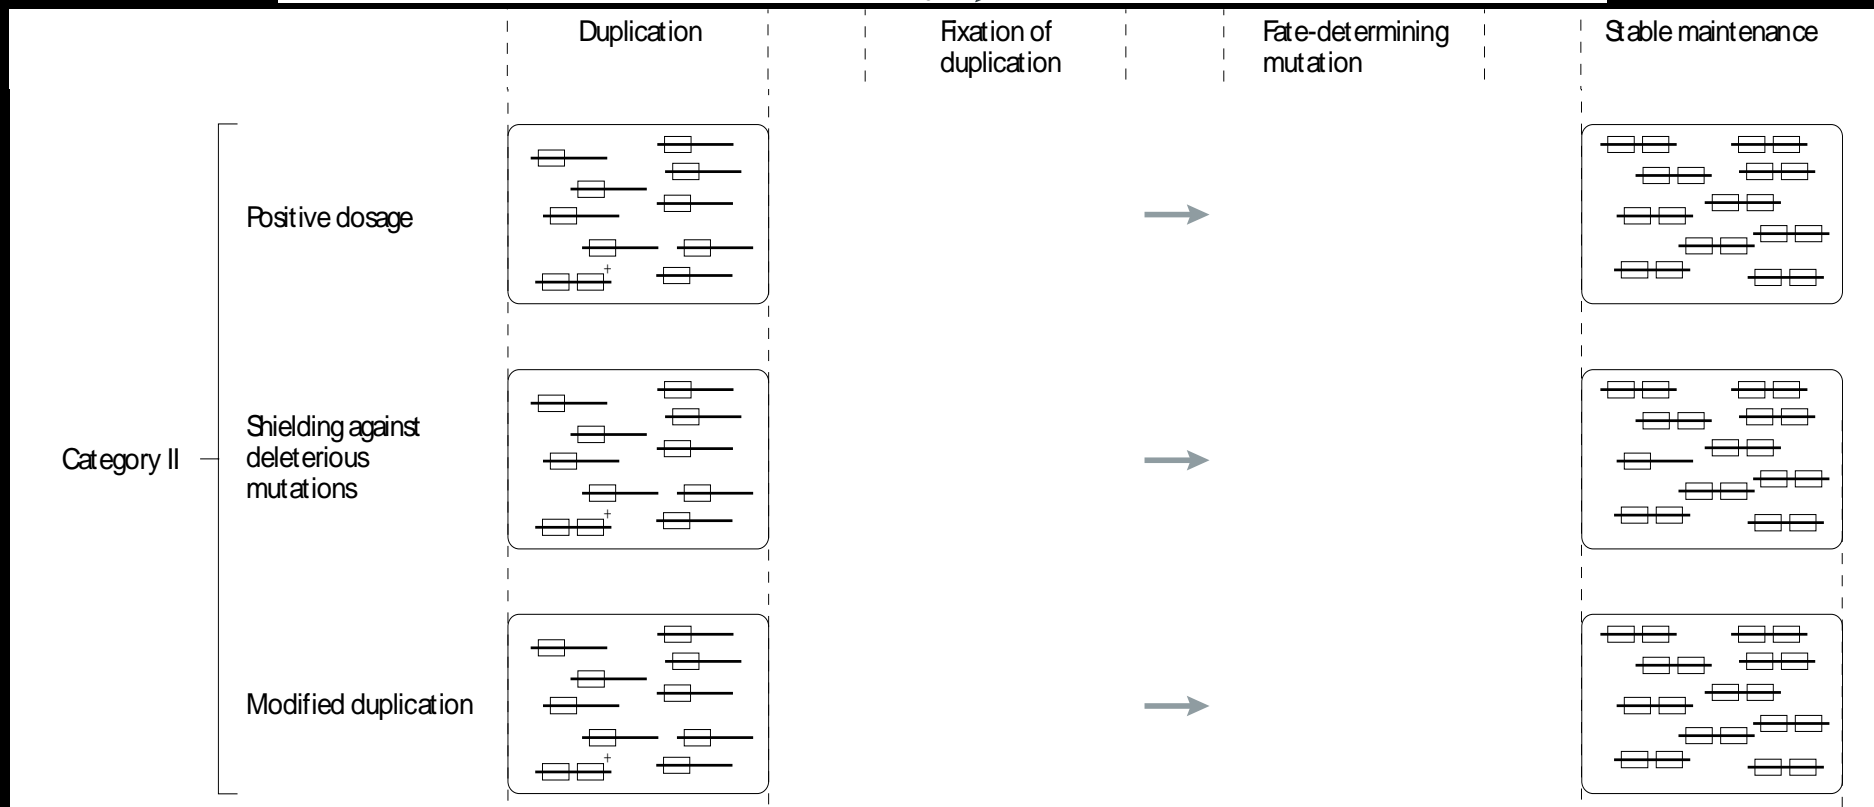 Duplication
Fixation of
duplication
Fate-determining
mutation
Stable maintenance
Positive dosage
+
Category II
Shielding against
deleterious
mutations
+
Modified duplication
+